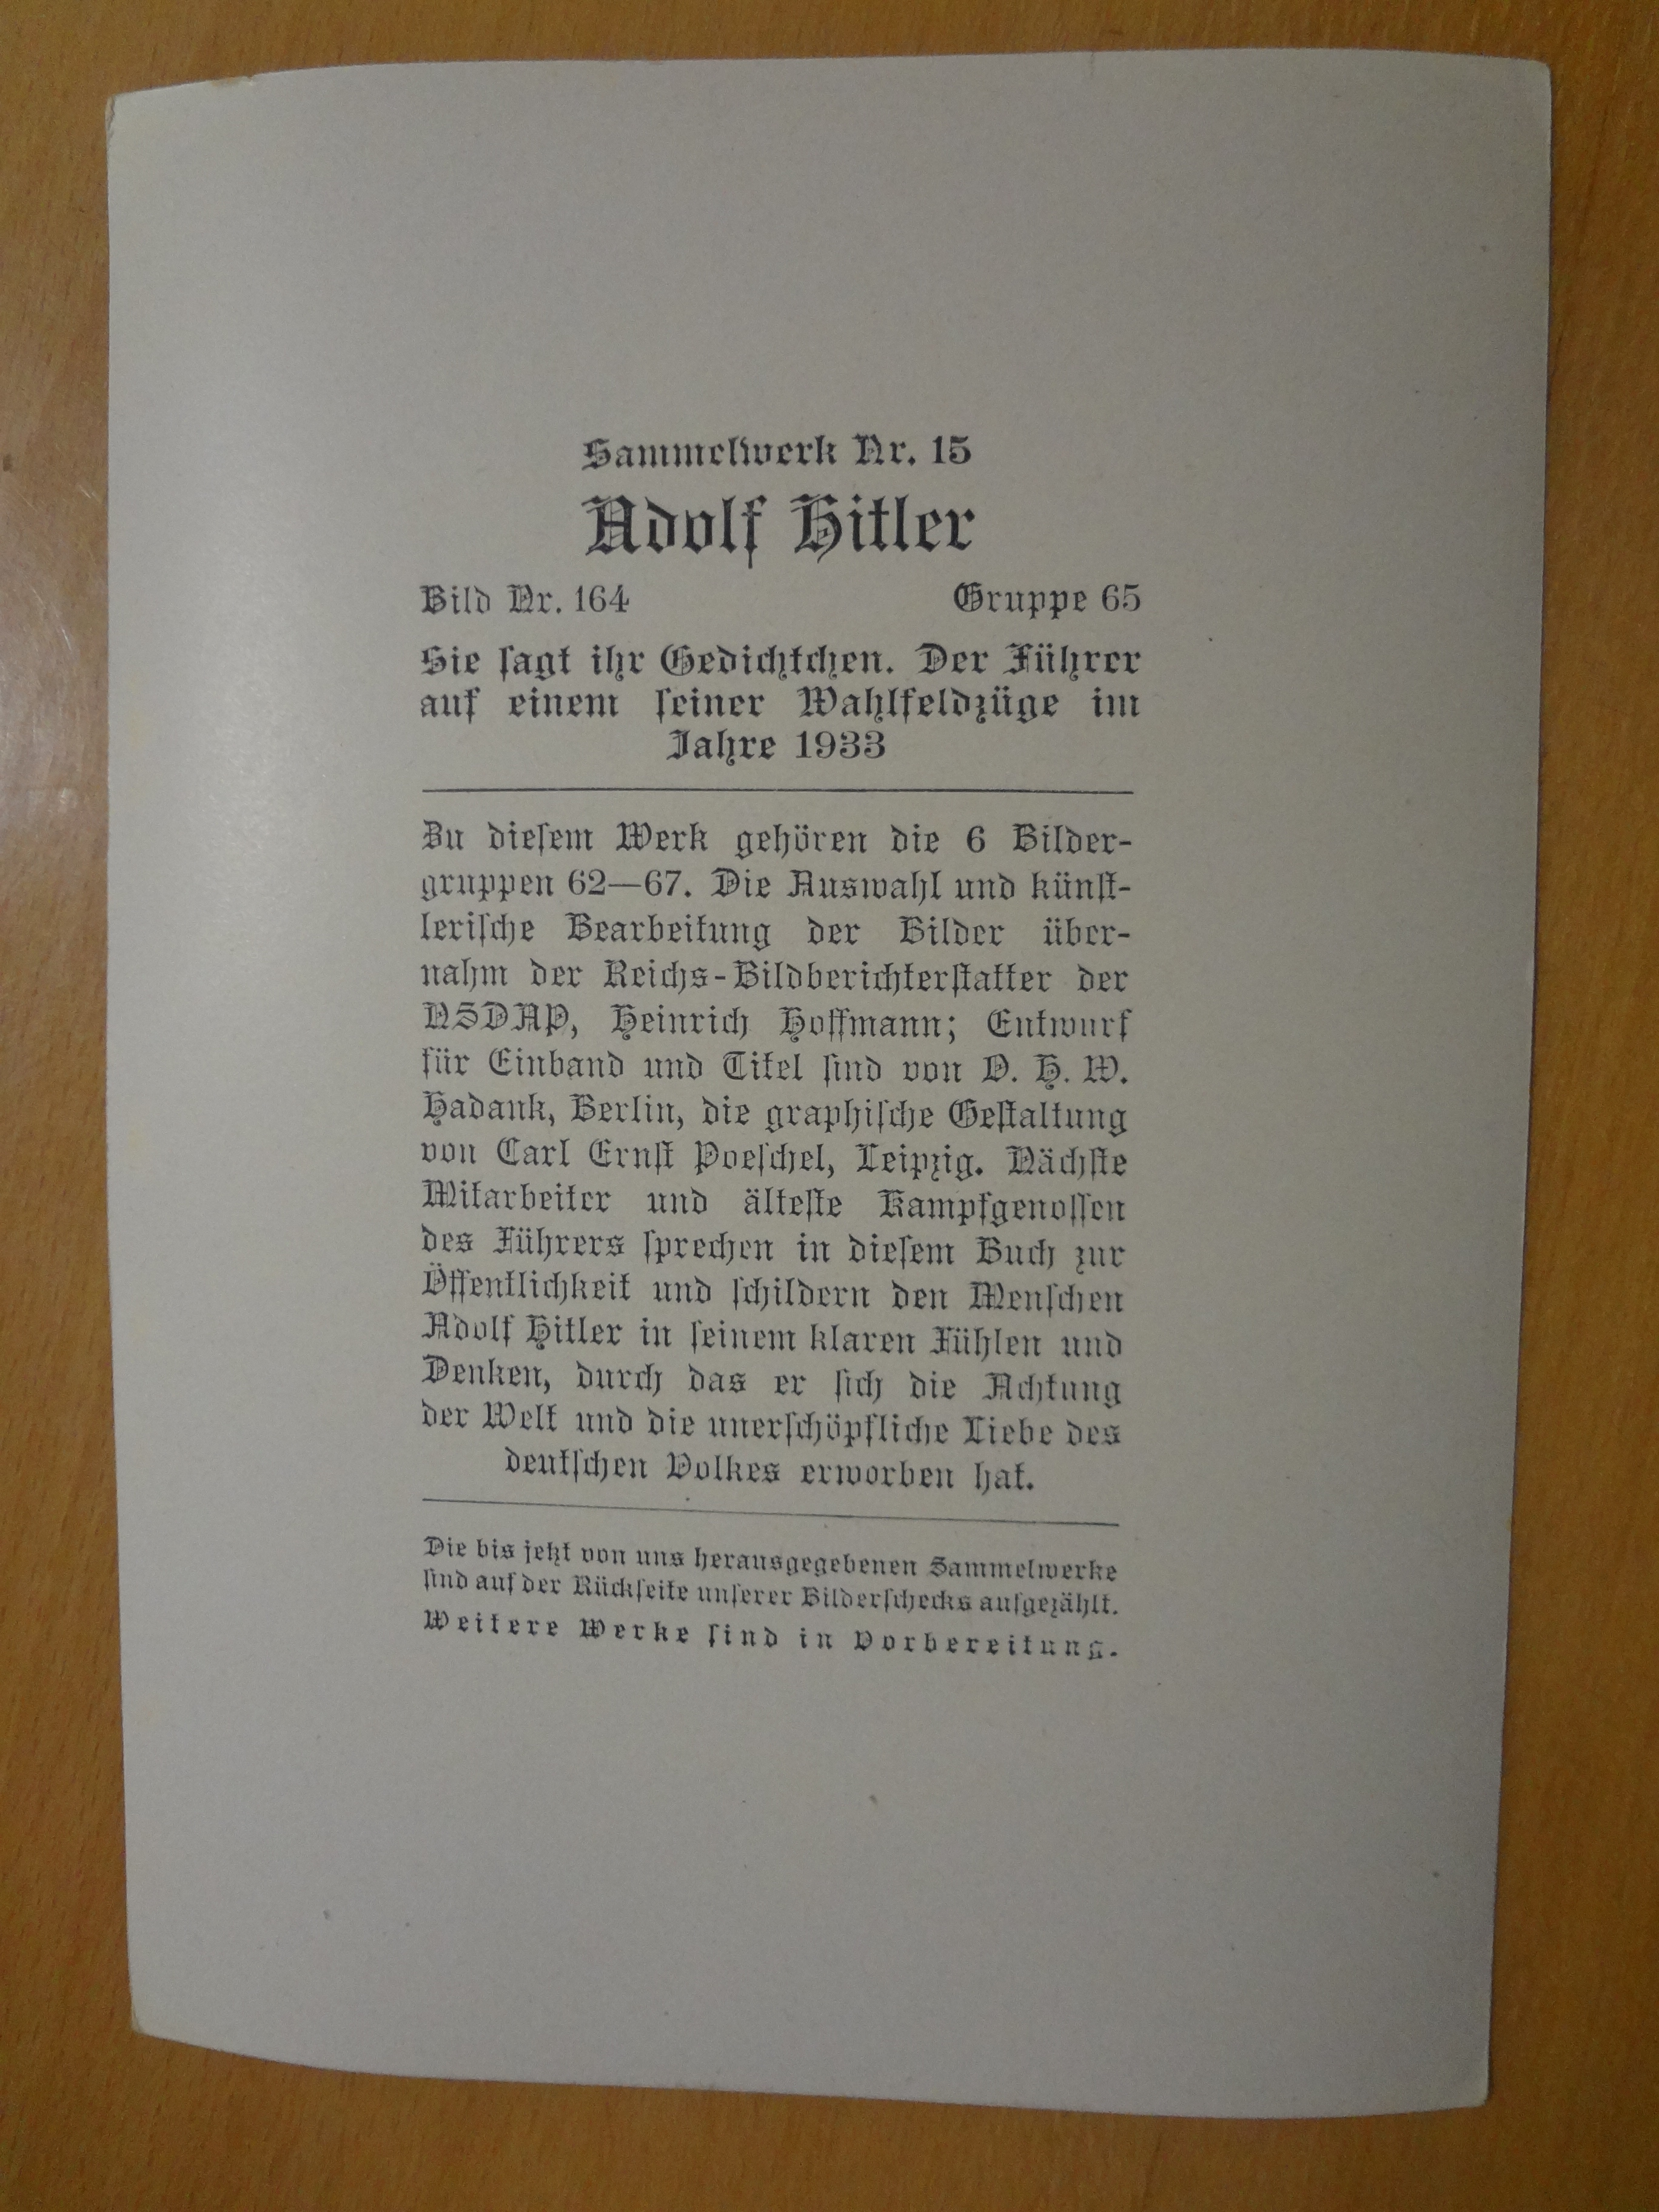 Sammelwerk Nr. 15
Adolf Hitler
Bild Nr. 164 Gruppe 65
Sie ſagt ihr Gedichtchen. Der Führer
auf einem ſeiner Wahlfeldzüge im
Jahre 1933
Zu dieſem Werk gehören die 6 Bilder-
gruppen 62—67. Die Auswahl und künſt-
leriſche Bearbeitung der Bilder über-
nahm der Reichs-Bildberichterſtatter der
NSDAP, Heinrich Hoffmann; Entwurf
für Einband und Titel ſind von O. H. W.
Hadank, Berlin, die graphiſche Geſtaltung
von Carl Ernſt Poeſchel, Leipzig. Nächſte
Mitarbeiter und älteſte Kampfgenoſſen
des Führers ſprechen in dieſem Buch zur
Öffentlichkeit und ſchildern den Menſchen
Adolf Hitler in ſeinem klaren Fühlen und
Denken, durch das er ſich die Achtung
der Welt und die unerſchöpfliche Liebe des
deutſchen Volkes erworben hat.
Die bis jetzt von uns herausgegebenen Sammelwerke
ſind auf der Rückſeite unſerer Bilderſchecks aufgezählt.
Weitere Werke ſind in Vorbereitung.